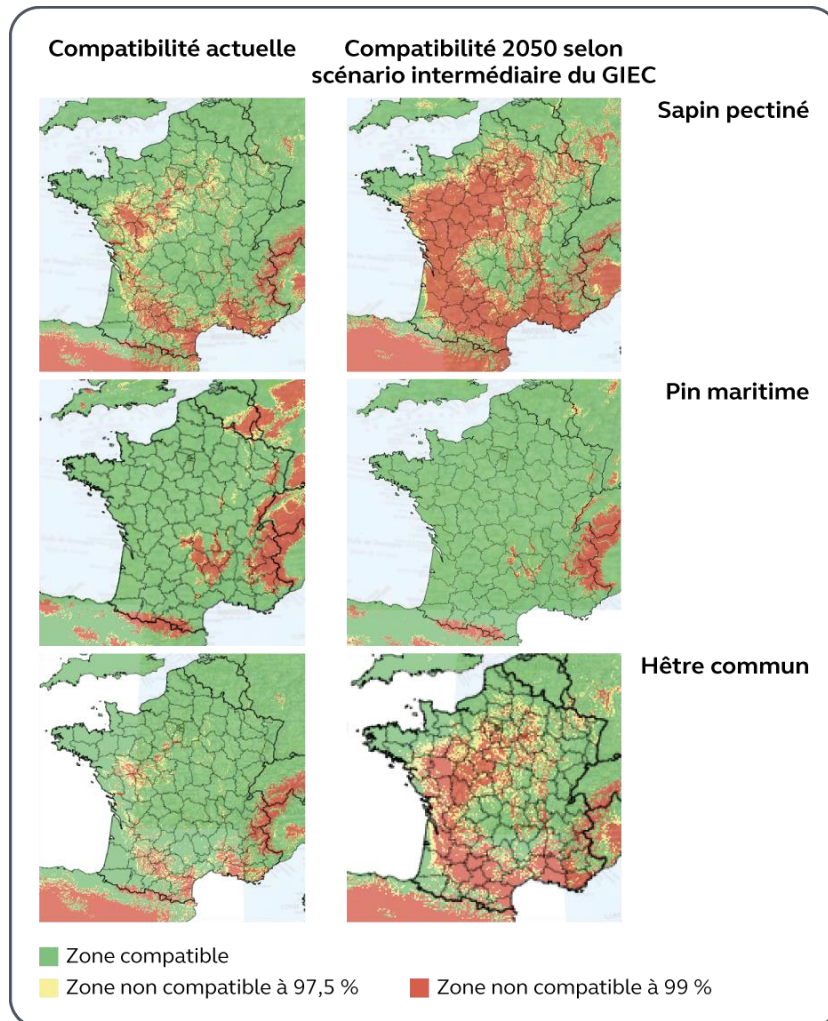 Compatibilité actuelle
Compatibilité 2050 selon
scénario intermédiaire du GIEC
Sapin pectiné
Pin maritime
Hêtre commun
Zone compatible
Zone non compatible à 97,5 %
Zone non compatible à 99 %